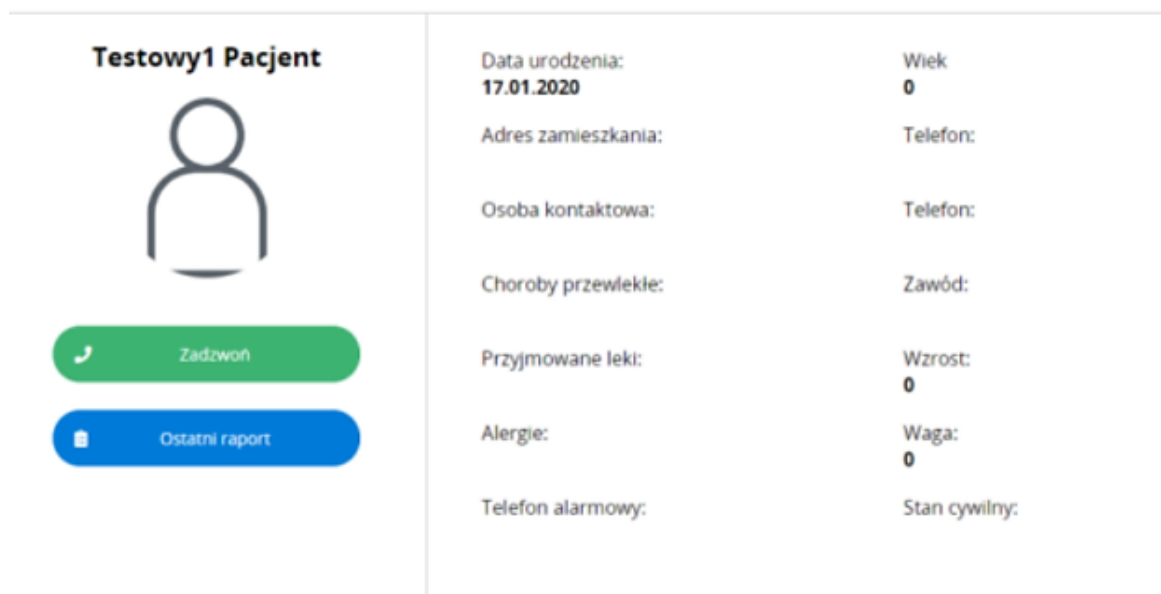 Testowy1 Pacjent
Zadzwoń
Ostatni raport
Data urodzenia:
17.01.2020
Wiek
0
Adres zamieszkania:
Telefon:
Osoba kontaktowa:
Telefon:
Choroby przewlekłe:
Zawód:
Przyjmowane leki:
Wzrost:
0
Alergie:
Waga:
0
Telefon alarmowy:
Stan cywilny: